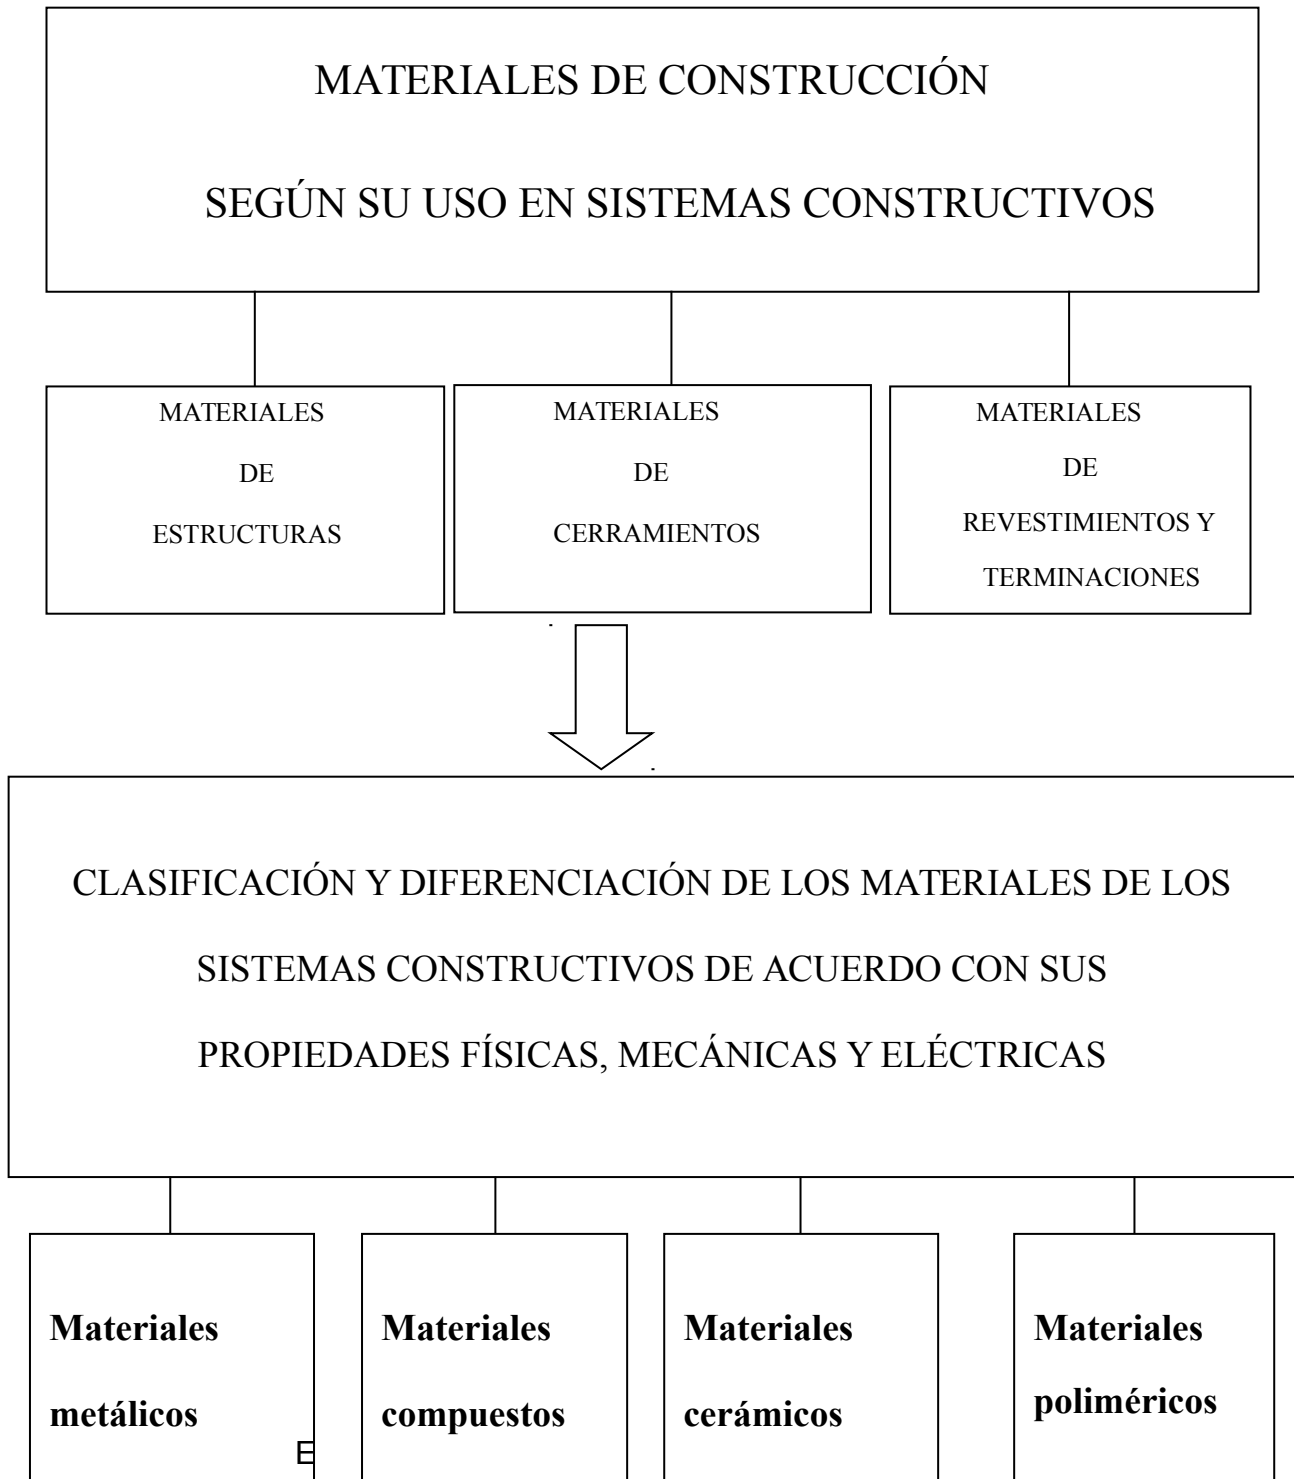 MATERIALES DE CONSTRUCCIÓN
SEGÚN SU USO EN SISTEMAS CONSTRUCTIVOS
MATERIALES
DE
ESTRUCTURAS
MATERIALES
DE
CERRAMIENTOS
MATERIALES
DE
REVESTIMIENTOS Y
TERMINACIONES
CLASIFICACIÓN Y DIFERENCIACIÓN DE LOS MATERIALES DE LOS
SISTEMAS CONSTRUCTIVOS DE ACUERDO CON SUS
PROPIEDADES FÍSICAS, MECÁNICAS Y ELÉCTRICAS
Materiales
metálicos
E
Materiales
compuestos
Materiales
cerámicos
Materiales
poliméricos